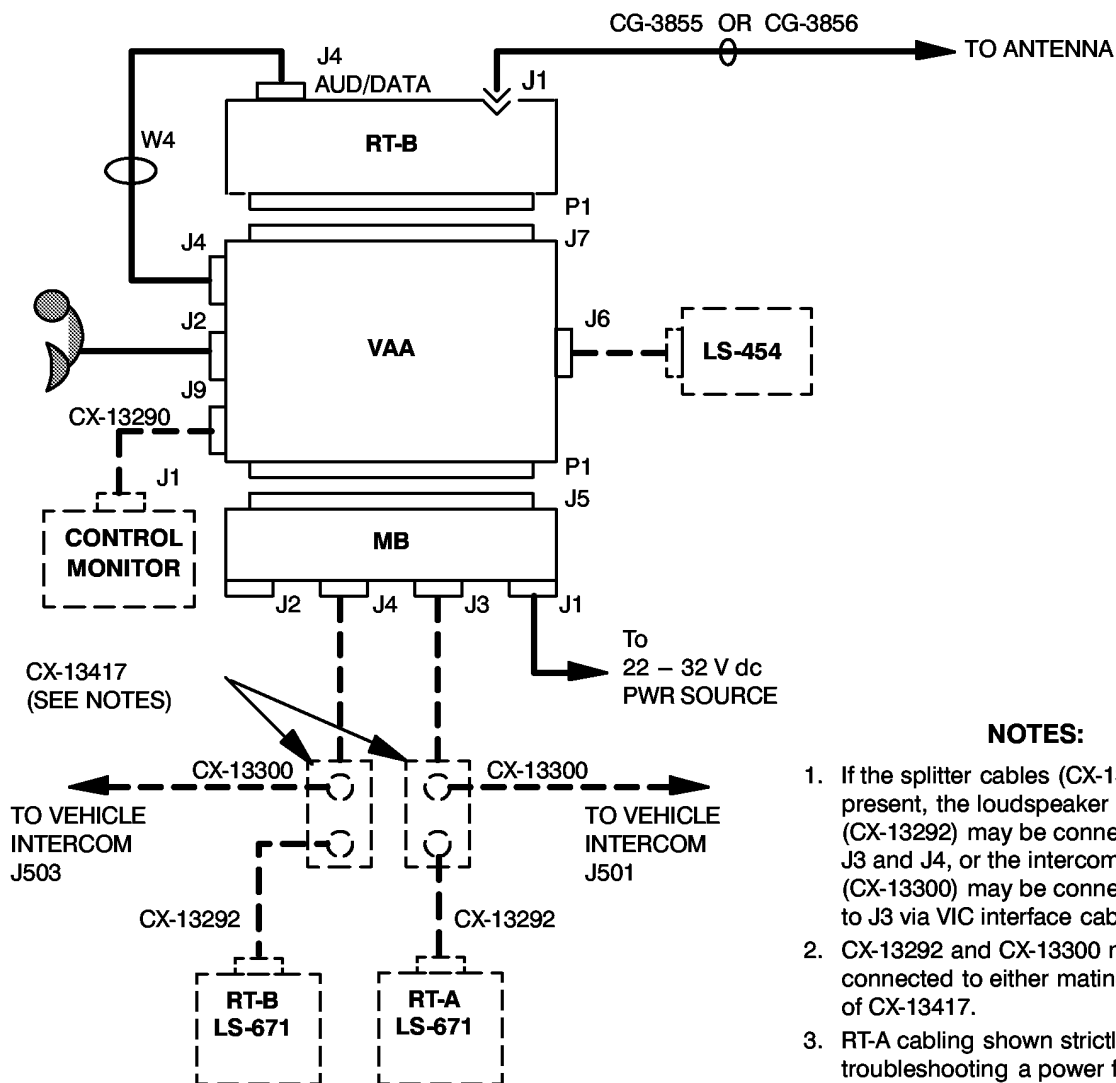 CG-3855 OR CG-3856
TO ANTENNA
J4
AUD/DATA
J1
RT-B
W4
P1
J7
J4
J2
VAA
J6
LS-454
J9
CX-13290
J1
P1
J5
CONTROL
MONITOR
MB
J2
J4
J3
J1
To
22 – 32 V dc
PWR SOURCE
CX-13417
(SEE NOTES)
CX-13300
CX-13300
TO VEHICLE
INTERCOM
J503
TO VEHICLE
INTERCOM
J501
CX-13292
CX-13292
RT-B
LS-671
RT-A
LS-671
NOTES:
1. If the splitter cables
present, the loudspeaker
(CX-13292) may be
J3 and J4, or the intercom
(CX-13300) may be
to J3 via VIC interface
2. CX-13292 and CX-13300
connected to either
of CX-13417.
3. RT-A cabling shown
troubleshooting a power